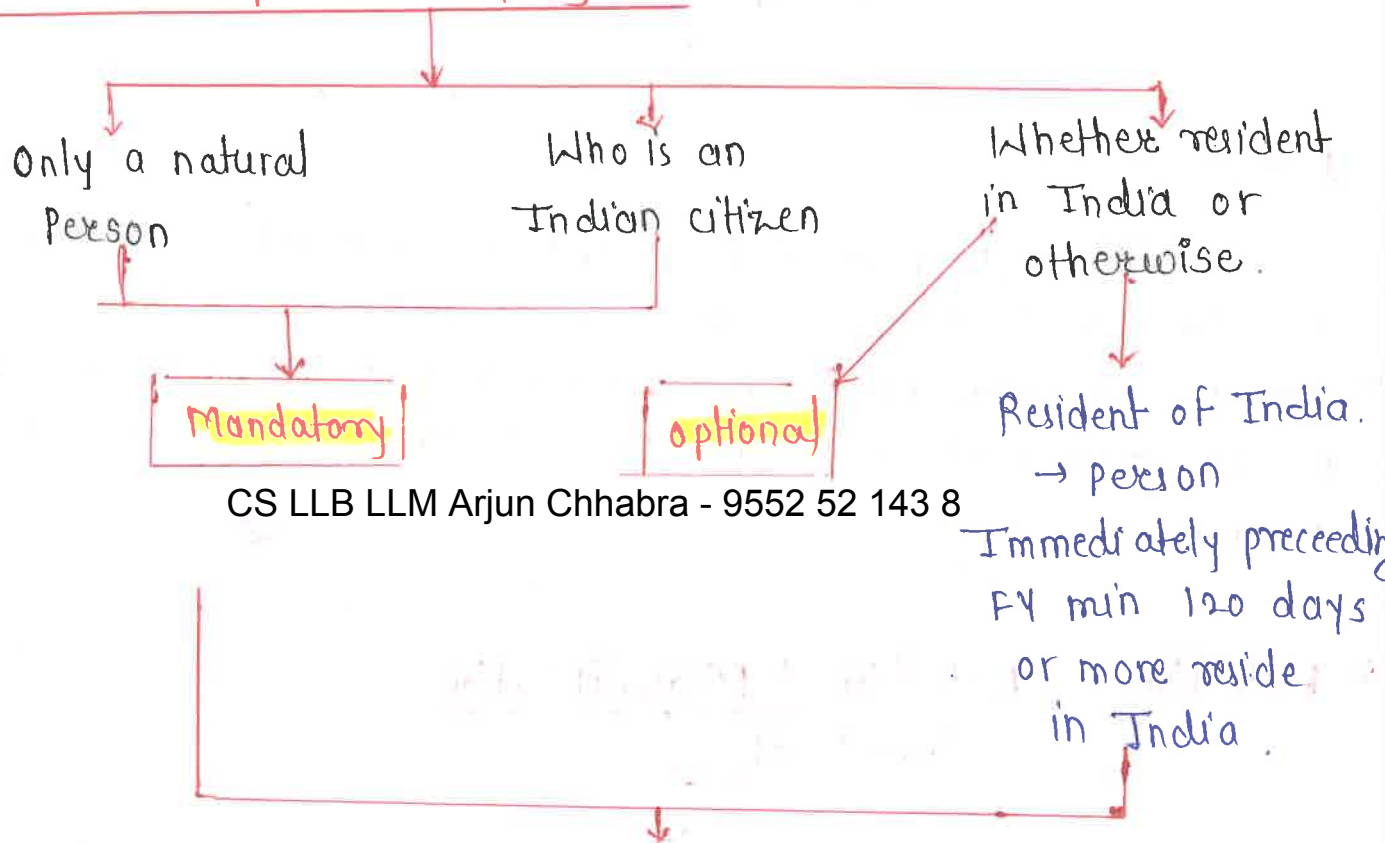 Only a natural
Person
Who is an
Indian citizen
Whether resident
in India or
otherwise.
Mandatory
optional
Resident of India.
→ person
Immediately preceeding
FY min 120 days
or more reside
in India.
CS LLB LLM Arjun Chhabra - 9552 52 143 8